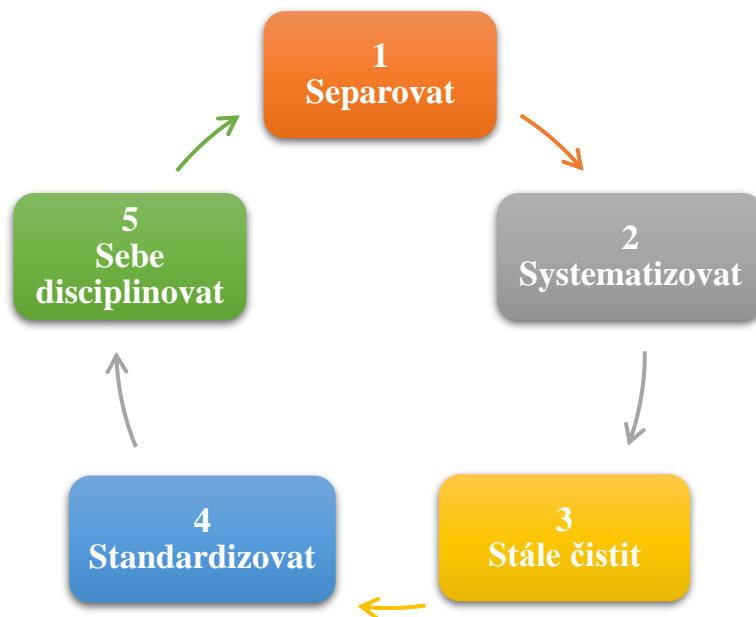 1
Separovat
2
Systematizovat
3
Stále čistit
4
Standardizovat
5
Sebe
disciplinovat